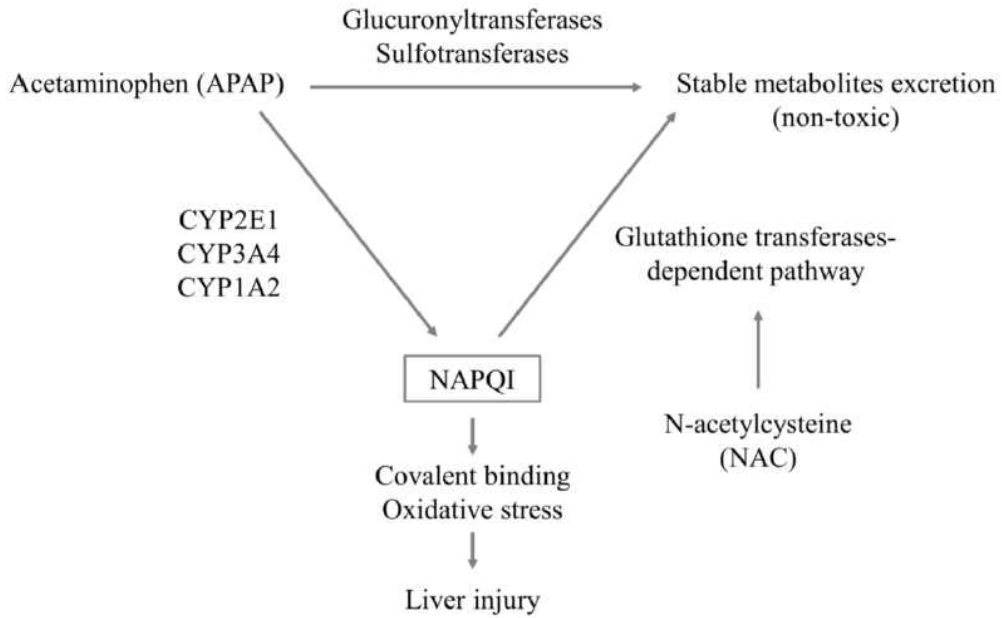 Glucuronyltransferases
Sulfotransferases
Acetaminophen (APAP)
Stable metabolites excretion
(non-toxic)
CYP2E1
CYP3A4
CYP1A2
Glutathione transferases-
dependent pathway
NAPQI
N-acetylcysteine
(NAC)
Covalent binding
Oxidative stress
Liver injury